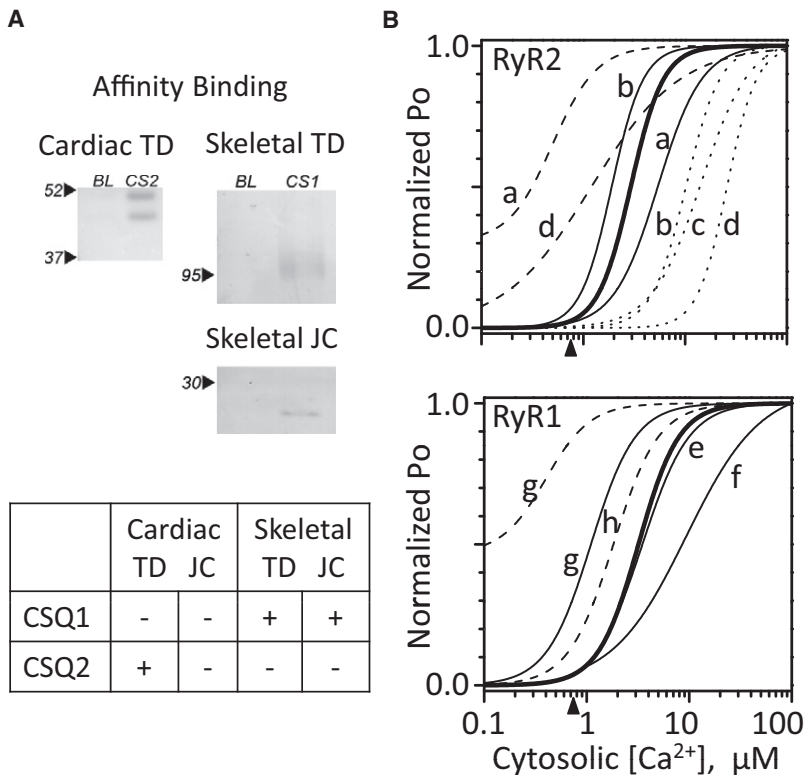 A
Affinity Binding
Cardiac TD
Skeletal TD
BL CS2
BL CS1
52
37
95
Skeletal JC
30
Cardiac Skeletal
TD JC TD JC
CSQ1 - - + +
CSQ2 + - - -
B
RyR2
1.0
0.0
Normalized Po
a
d
b
a
b
c
d
RyR1
1.0
0.0
Normalized Po
g
g
h
e
f
0.1 1 10 100
Cytosolic [Ca²⁺], μM